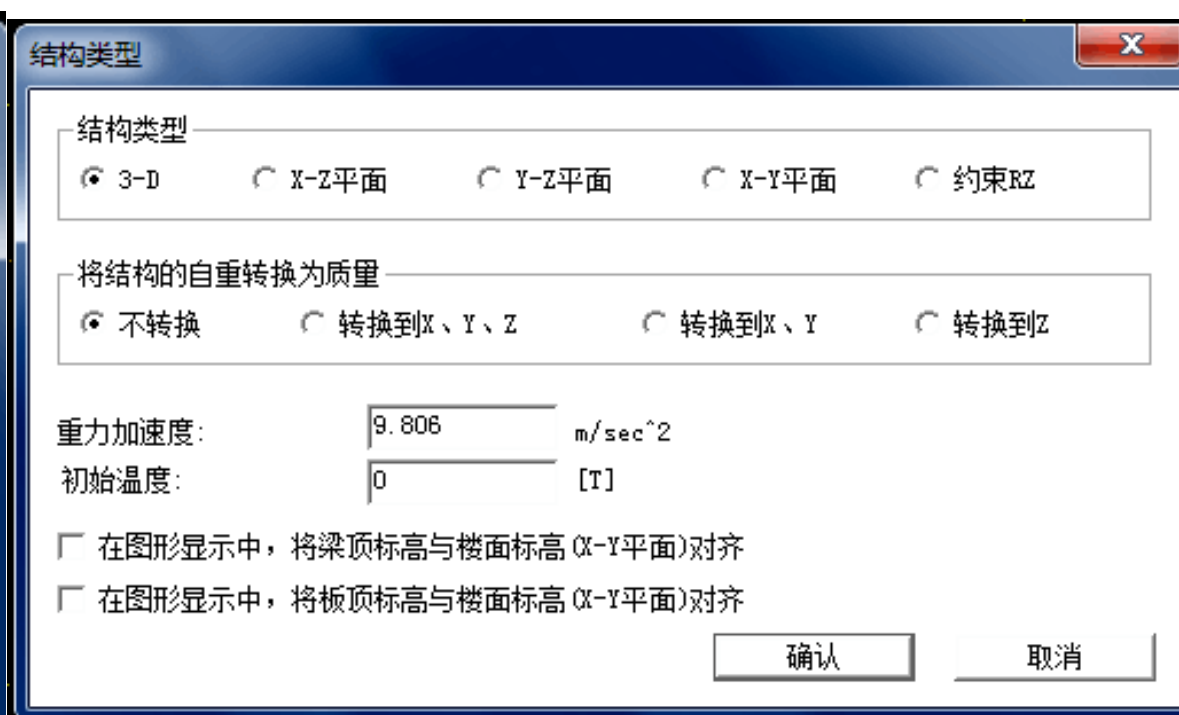 结构类型
结构类型
3-D X-Z平面 Y-Z平面 X-Y平面 约束RZ
将结构的自重转换为质量
不转换 转换到X、Y、Z 转换到X、Y 转换到Z
重力加速度: 9.806 m/sec^2
初始温度: 0 [T]
在图形显示中，将梁顶标高与楼面标高(X-Y平面)对齐
在图形显示中，将板顶标高与楼面标高(X-Y平面)对齐
确认 取消